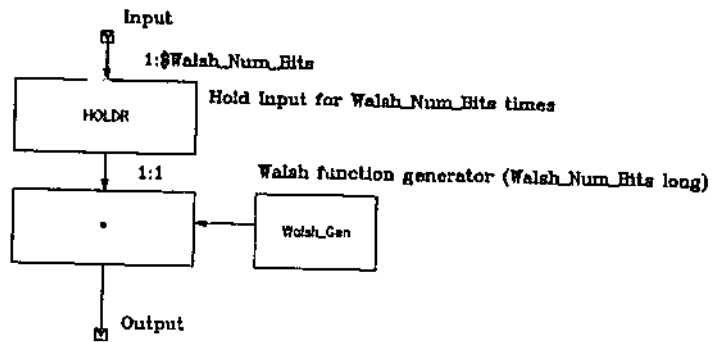 Input
1:$Walsh_Num_Bits
HOLDR
Hold Input for Walsh_Num_Bits times
1:1
Walsh function generator (Walsh_Num_Bits long)
*
Walsh_Gen
Output